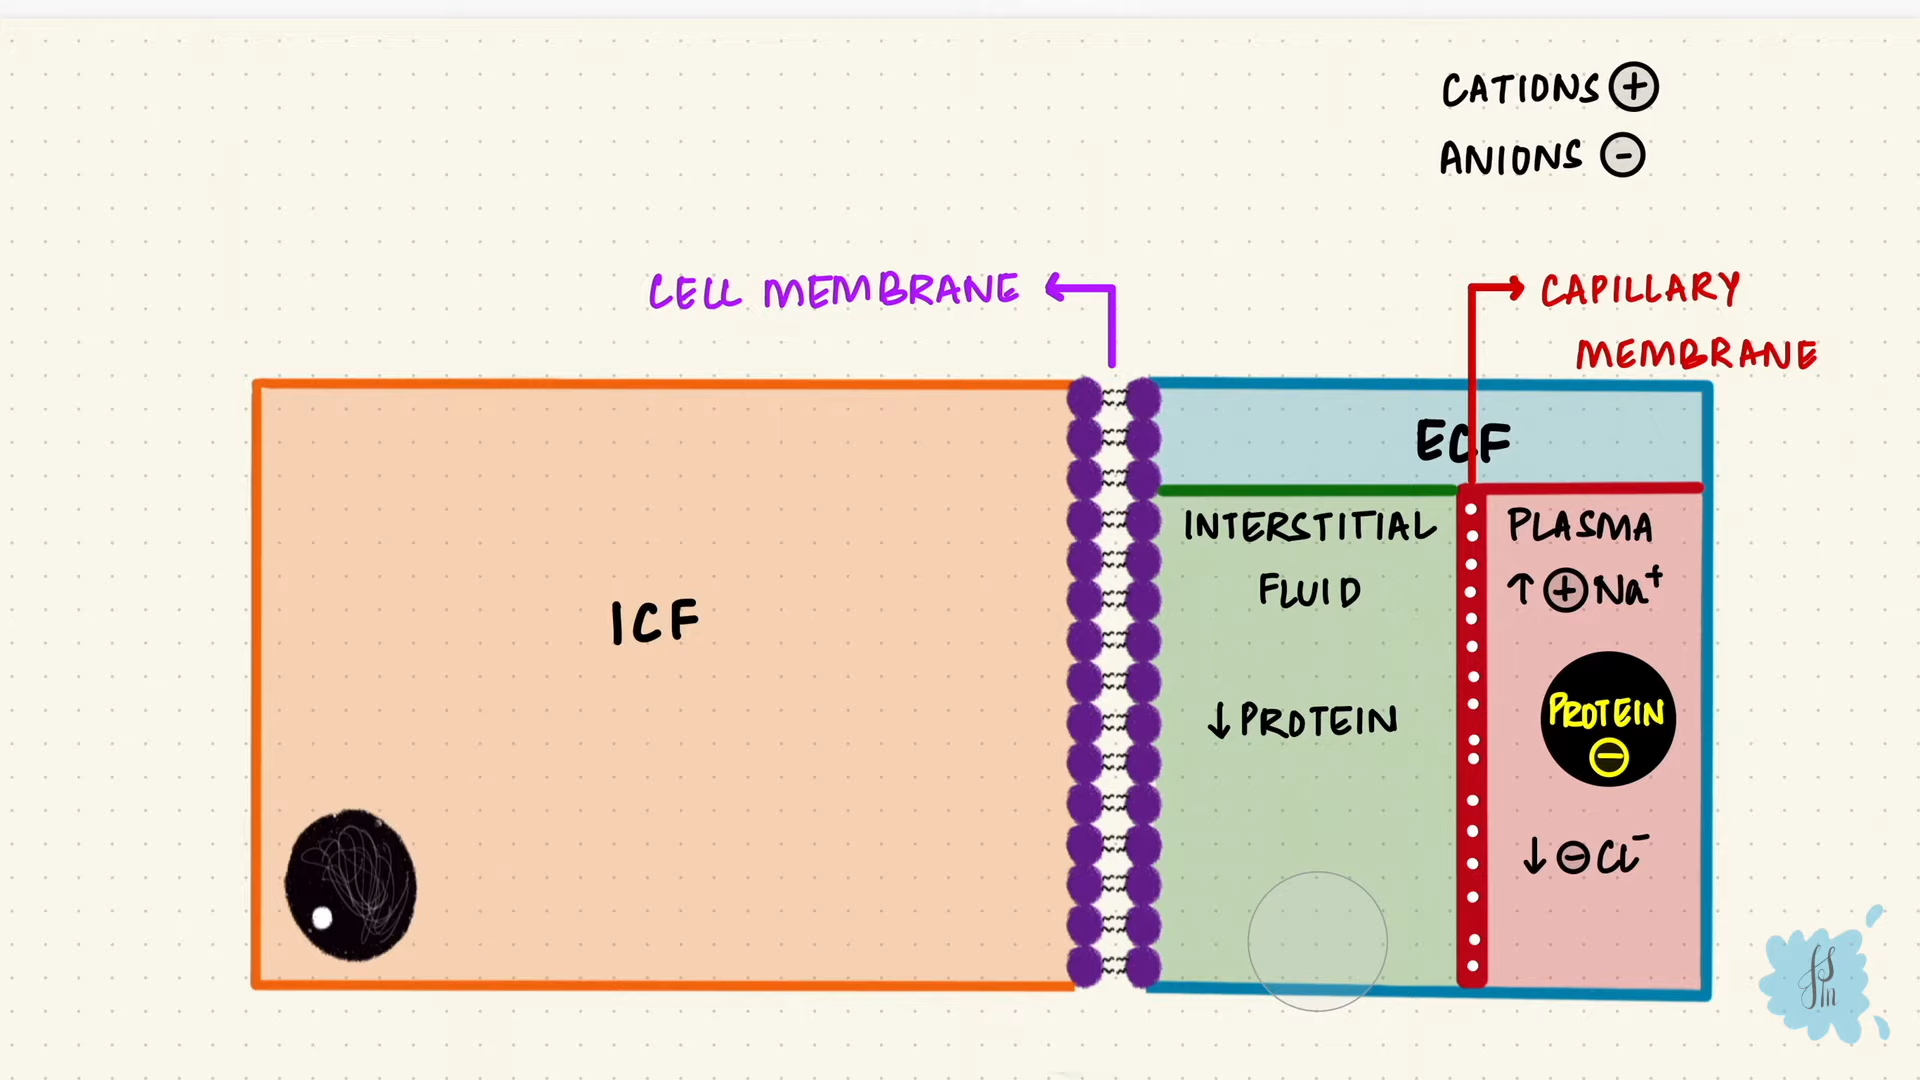 CATIONS ⊕
ANIONS ⊖
CELL MEMBRANE
CAPILLARY
MEMBRANE
ECF
ICF
INTERSTITIAL
FLUID
↓ PROTEIN
PLASMA
↑ ⊕ Na⁺
PROTEIN
⊖
↓ ⊖ Cl⁻